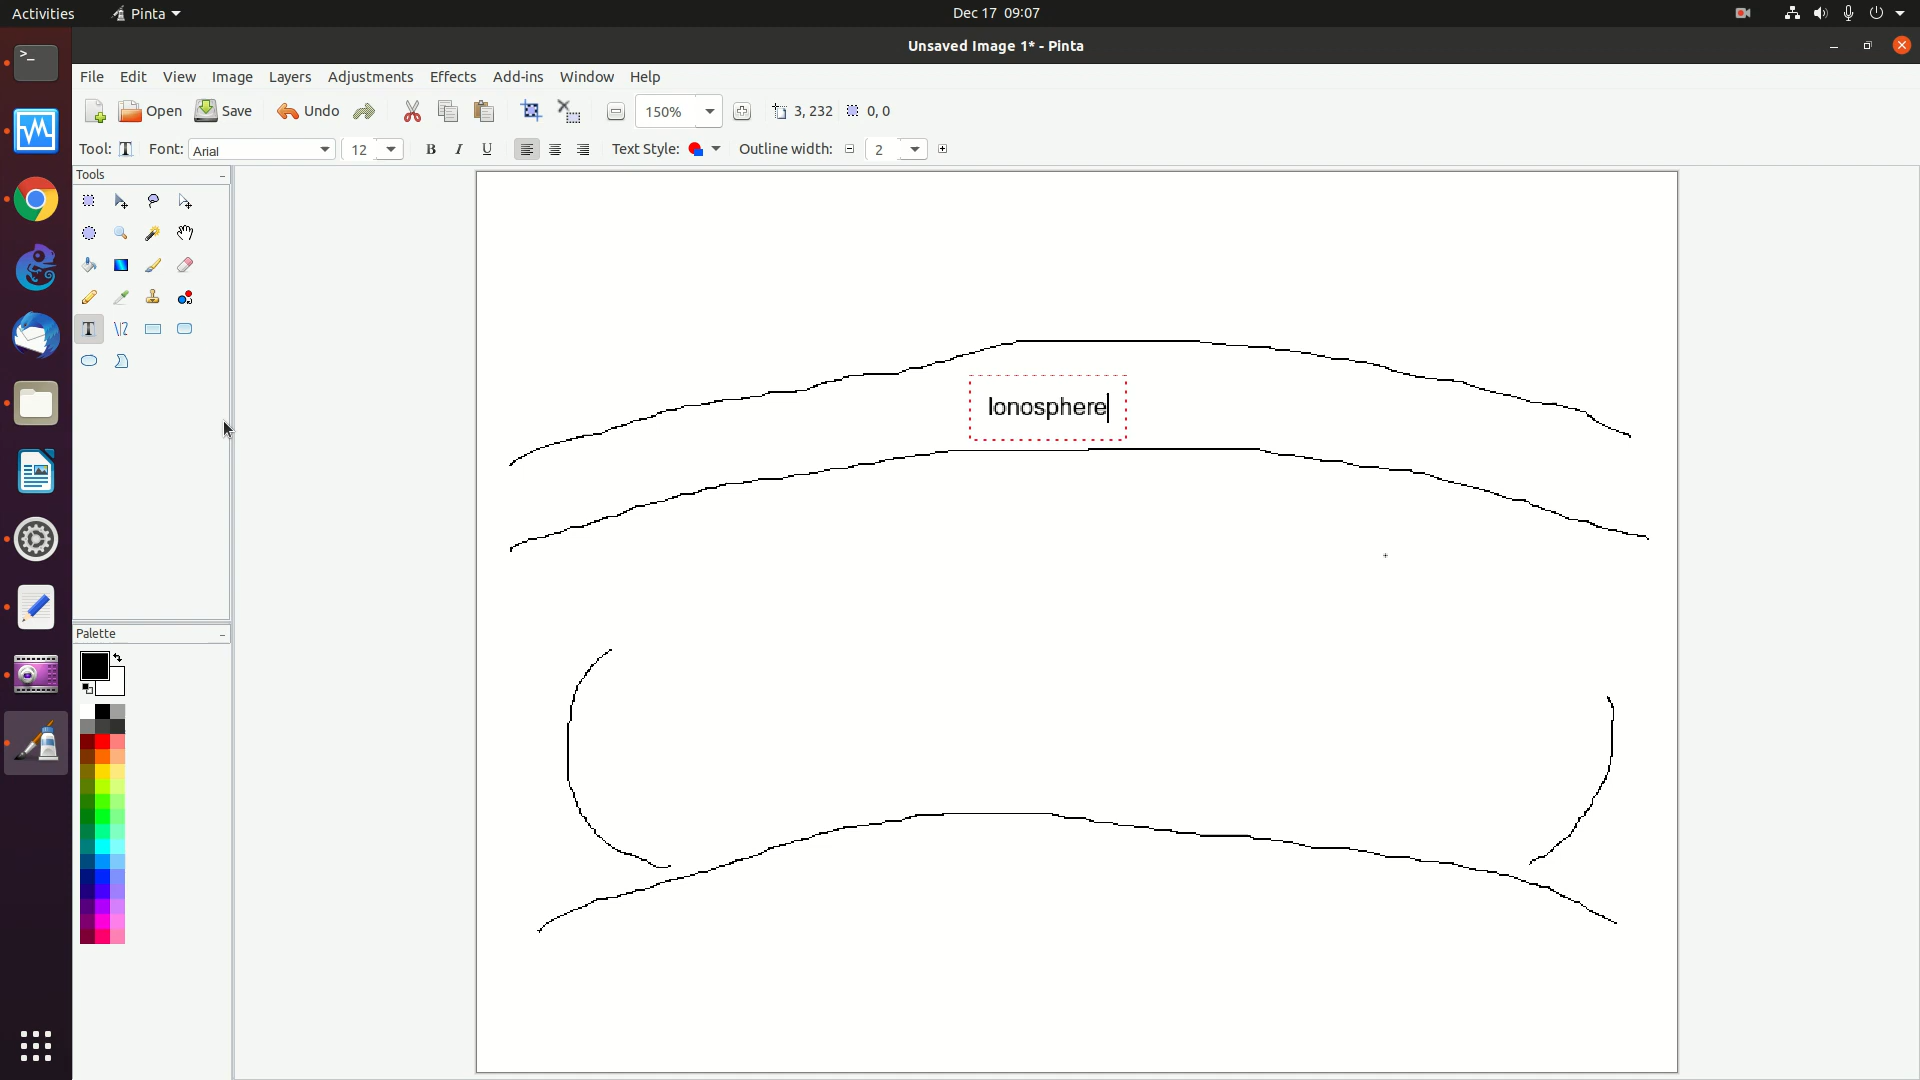 Activities Pinta Dec 17 09:07
Unsaved Image 1* - Pinta
File Edit View Image Layers Adjustments Effects Add-ins Window Help
Open Save Undo 150% 3, 232 0, 0
Tool: T Font: Arial 12 B I U Text Style: Outline width: 2
Tools
Ionosphere
Palette